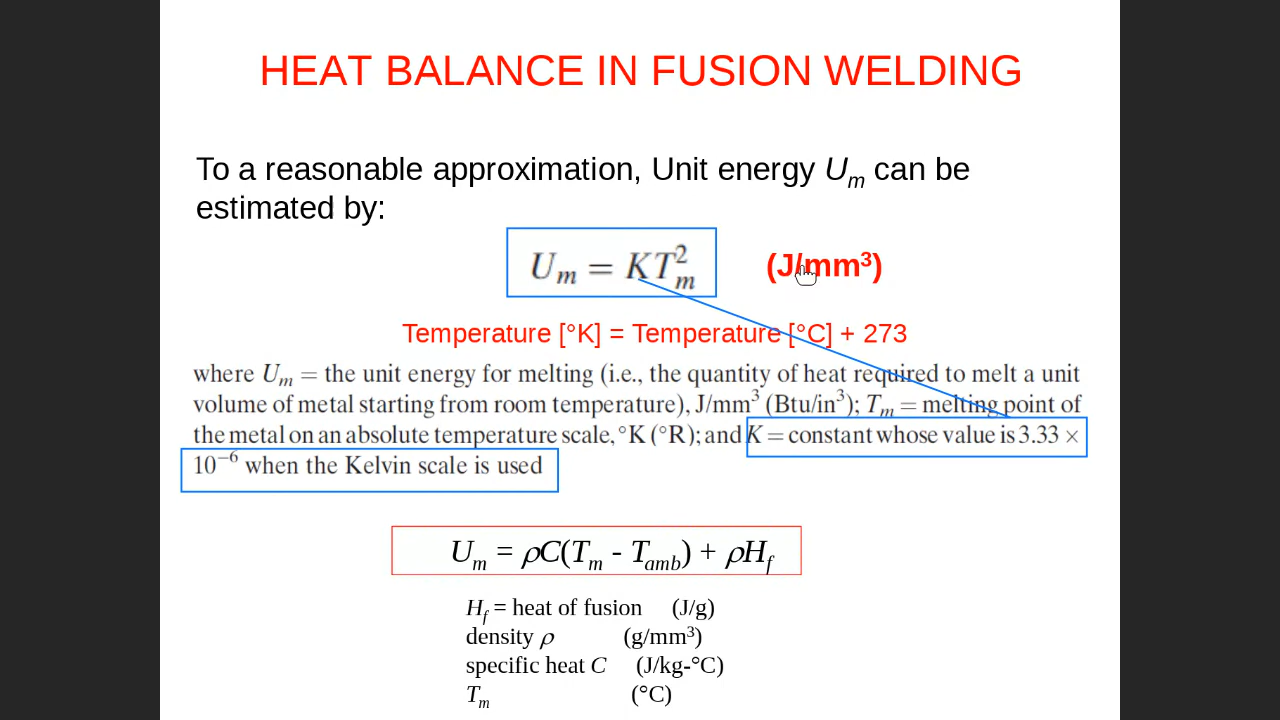 HEAT BALANCE IN FUSION WELDING
To a reasonable approximation, Unit energy Um can be
estimated by:
Um = KTm² (J/mm³)
Temperature [°K] = Temperature [°C] + 273
where Um = the unit energy for melting (i.e., the quantity of heat required to melt a unit
volume of metal starting from room temperature), J/mm³ (Btu/in³); Tm = melting point of
the metal on an absolute temperature scale, °K (°R); and K = constant whose value is 3.33 ×
10⁻⁶ when the Kelvin scale is used
Um = ρC(Tm - Tamb) + ρHf
Hf = heat of fusion (J/g)
density ρ (g/mm³)
specific heat C (J/kg-°C)
Tm (°C)